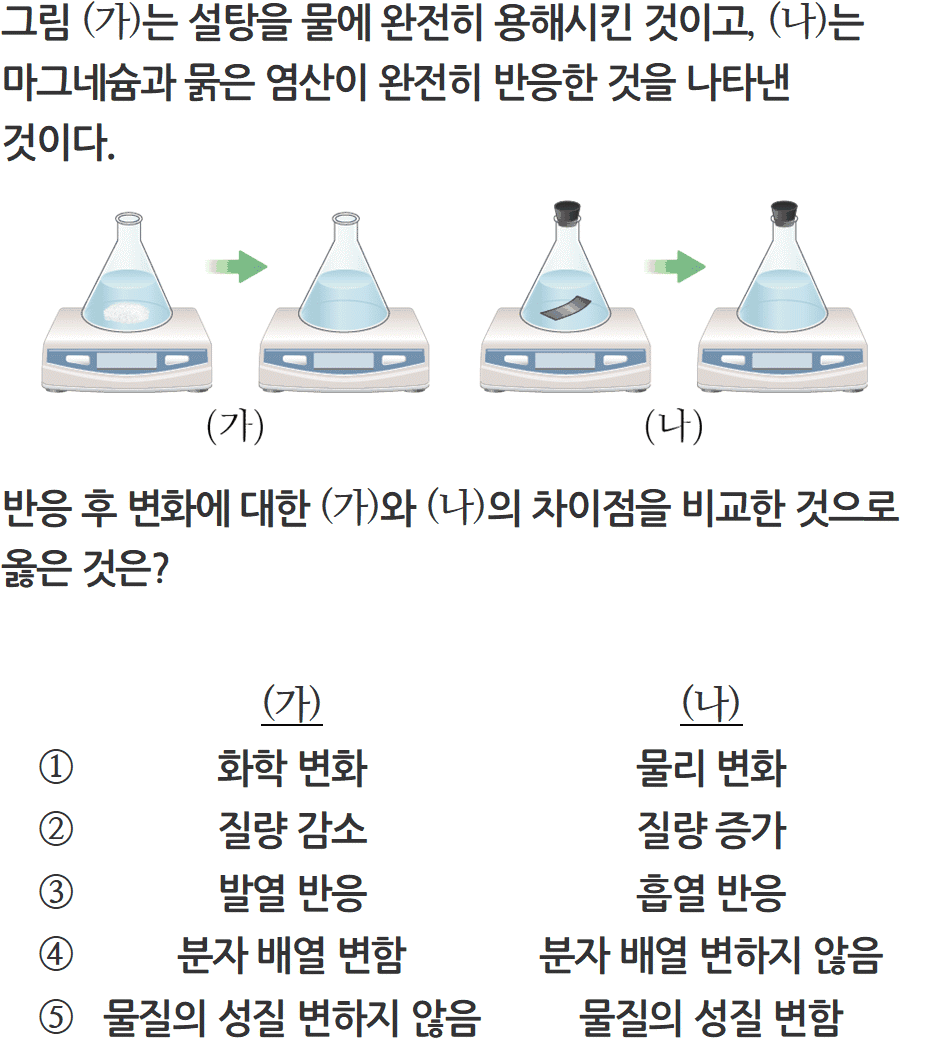 그림 (가)는 설탕을 물에 완전히 용해시킨 것이고, (나)는
마그네슘과 묽은 염산이 완전히 반응한 것을 나타낸
것이다.
(가) (나)
반응 후 변화에 대한 (가)와 (나)의 차이점을 비교한 것으로
옳은 것은?
(가) (나)
① 화학 변화 물리 변화
② 질량 감소 질량 증가
③ 발열 반응 흡열 반응
④ 분자 배열 변함 분자 배열 변하지 않음
⑤ 물질의 성질 변하지 않음 물질의 성질 변함